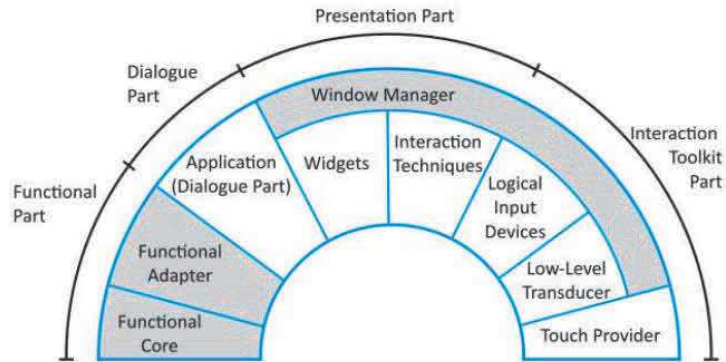 Presentation Part
Dialogue
Part
Window Manager
Interaction
Toolkit
Part
Functional
Part
Application
(Dialogue Part)
Widgets
Interaction
Techniques
Logical
Input
Devices
Functional
Adapter
Low-Level
Transducer
Functional
Core
Touch Provider